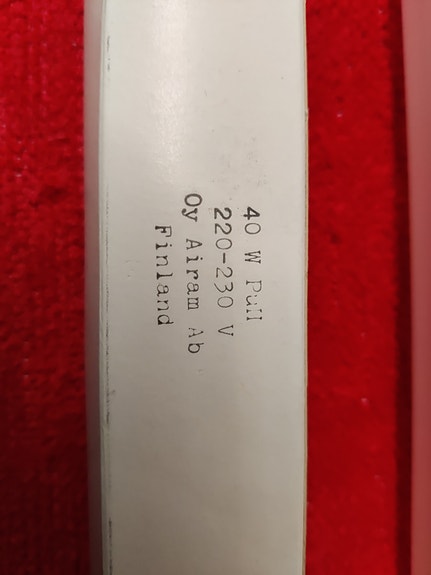 40 W Pull
220-230 V
Oy Airam Ab
Finland